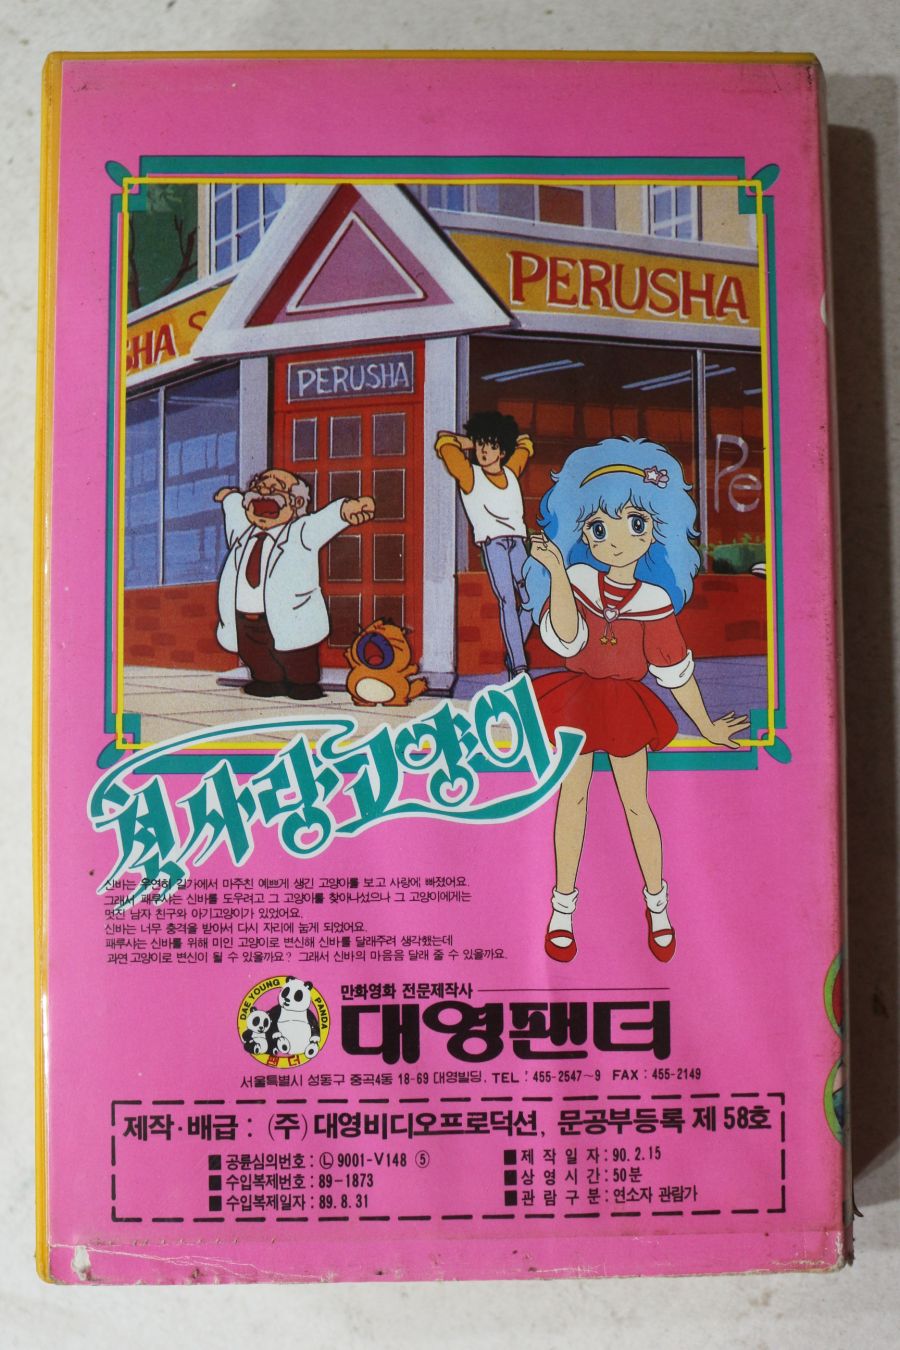 PERUSHA
SHA S
PERUSHA
Pe
첫사랑 고양이
신바는 우연히 길가에서 마주친 예쁘게 생긴 고양이를 보고 사랑에 빠졌어요.
그래서 패루샤는 신바를 도우려고 그 고양이를 찾아나섰으나 그 고양이에게는
멋잔 남자 친구와 아기고양이가 있었어요.
신바는 너무 충격을 받아서 다시 자리에 눕게 되었어요.
패루샤는 신바를 위해 미인 고양이로 변신해 신바를 달래주려 생각했는데
과연 고양이로 변신이 될 수 있을까요? 그래서 신바의 마음음 달래 줄 수 있을까요.
DAE YOUNG PANDA
팬더
만화영화 전문제작사
대영팬더
서울특별시 성동구 중곡4동 18-69 대영빌딩. TEL : 455-2547~9 FAX : 455-2149
제작·배급 : (주) 대영비디오프로덕션, 문공부등록 제 58호
■공륜심의번호 : Ⓛ 9001-V148 ⑤
■수입복제번호 : 89-1873
■수입복제일자 : 89. 8. 31
■제 작 일 자 : 90. 2. 15
■상 영 시 간 : 50분
■관 람 구 분 : 연소자 관람가